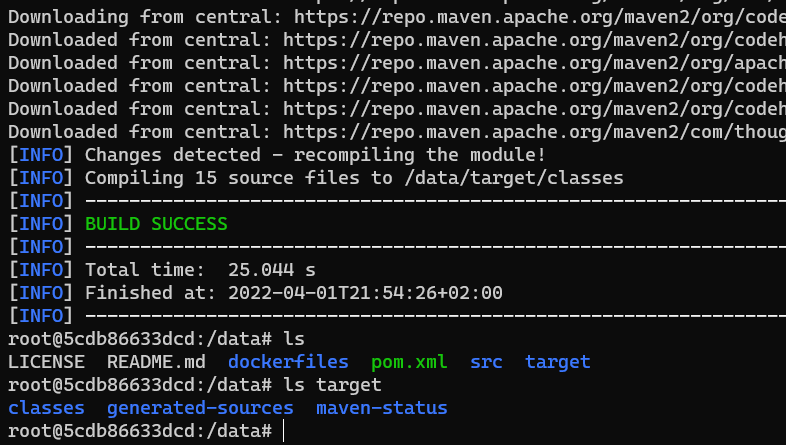 Downloading from central: https://repo.maven.apache.org/maven2/org/code
Downloaded from central: https://repo.maven.apache.org/maven2/org/codeh
Downloaded from central: https://repo.maven.apache.org/maven2/org/apach
Downloaded from central: https://repo.maven.apache.org/maven2/org/codeh
Downloaded from central: https://repo.maven.apache.org/maven2/org/codeh
Downloaded from central: https://repo.maven.apache.org/maven2/com/thoug
[INFO] Changes detected - recompiling the module!
[INFO] Compiling 15 source files to /data/target/classes
[INFO] ----------------------------------------------------------------
[INFO] BUILD SUCCESS
[INFO] ----------------------------------------------------------------
[INFO] Total time:  25.044 s
[INFO] Finished at: 2022-04-01T21:54:26+02:00
[INFO] ----------------------------------------------------------------
root@5cdb86633dcd:/data# ls
LICENSE  README.md  dockerfiles  pom.xml  src  target
root@5cdb86633dcd:/data# ls target
classes  generated-sources  maven-status
root@5cdb86633dcd:/data#